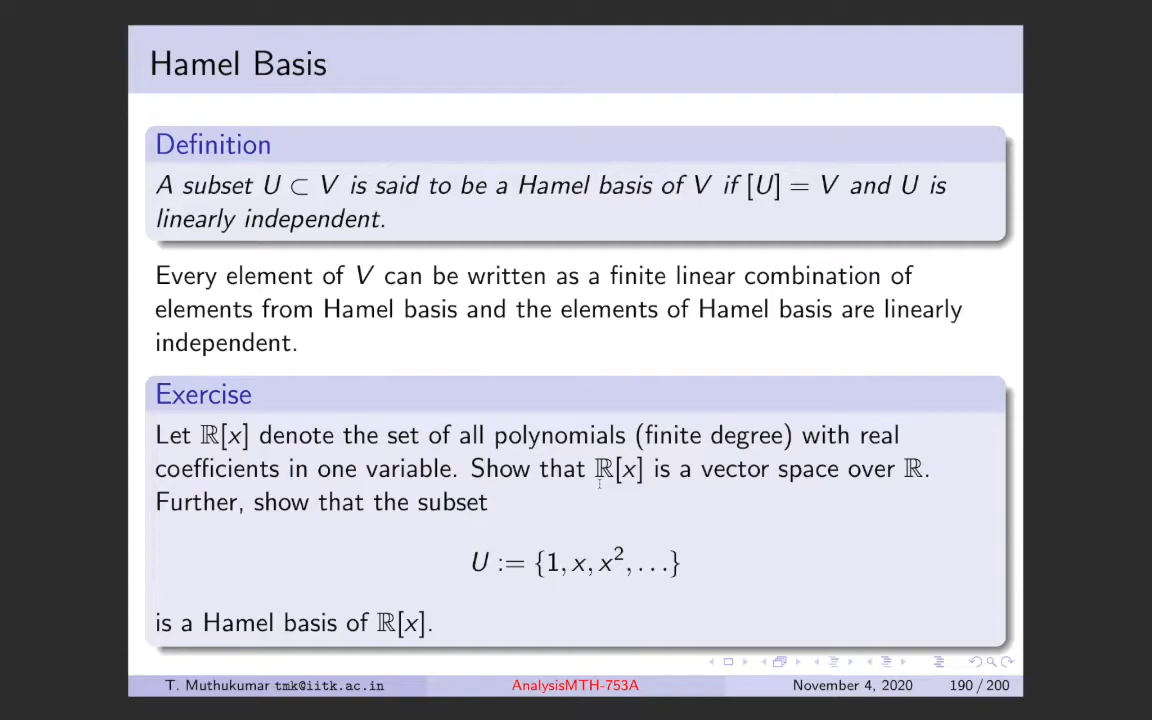 Hamel Basis
Definition
A subset U ⊂ V is said to be a Hamel basis of V if [U] = V and U is
linearly independent.
Every element of V can be written as a finite linear combination of
elements from Hamel basis and the elements of Hamel basis are linearly
independent.
Exercise
Let ℝ[x] denote the set of all polynomials (finite degree) with real
coefficients in one variable. Show that ℝ[x] is a vector space over ℝ.
Further, show that the subset
U := {1, x, x², . . .}
is a Hamel basis of ℝ[x].
T. Muthukumar tmk@iitk.ac.in AnalysisMTH-753A November 4, 2020 190 / 200